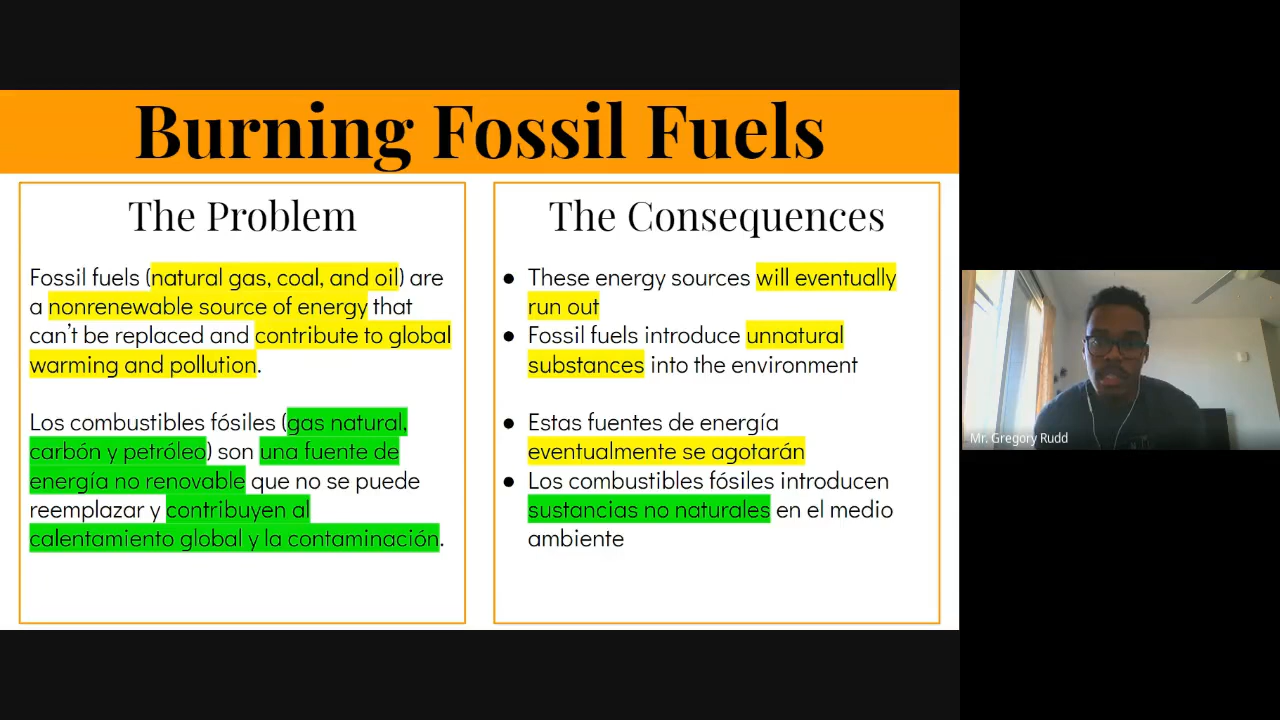 Burning Fossil Fuels
The Problem
Fossil fuels (natural gas, coal, and oil) are
a nonrenewable source of energy that
can't be replaced and contribute to global
warming and pollution.
Los combustibles fósiles (gas natural,
carbón y petróleo) son una fuente de
energía no renovable que no se puede
reemplazar y contribuyen al
calentamiento global y la contaminación.
The Consequences
● These energy sources will eventually
run out
● Fossil fuels introduce unnatural
substances into the environment
● Estas fuentes de energía
eventualmente se agotarán
● Los combustibles fósiles introducen
sustancias no naturales en el medio
ambiente
Mr. Gregory Rudd